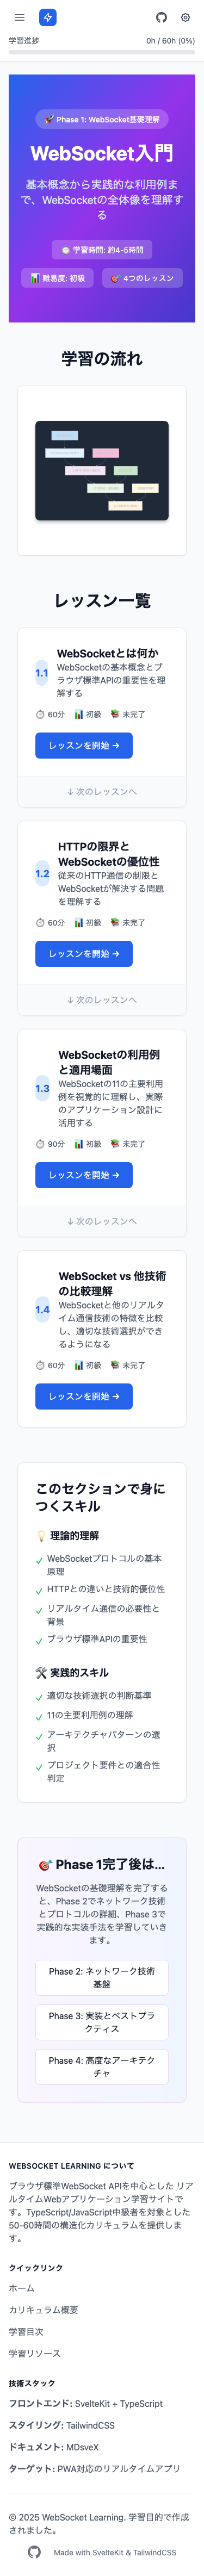 学習進捗 0h / 60h (0%)
🚀 Phase 1: WebSocket基礎理解
WebSocket入門
基本概念から実践的な利用例ま
で、WebSocketの全体像を理解す
る
⏱️ 学習時間: 約4-5時間
📊 難易度: 初級 🎯 4つのレッスン
学習の流れ
レッスン一覧
1.1
WebSocketとは何か
WebSocketの基本概念とブ
ラウザ標準APIの重要性を理
解する
⏱️ 60分 📊 初級 📚 未完了
レッスンを開始 →
↓ 次のレッスンへ
1.2
HTTPの限界と
WebSocketの優位性
従来のHTTP通信の制限と
WebSocketが解決する問題
を理解する
⏱️ 60分 📊 初級 📚 未完了
レッスンを開始 →
↓ 次のレッスンへ
1.3
WebSocketの利用例
と適用場面
WebSocketの11の主要利用
例を視覚的に理解し、実際
のアプリケーション設計に
活用する
⏱️ 90分 📊 初級 📚 未完了
レッスンを開始 →
↓ 次のレッスンへ
1.4
WebSocket vs 他技術
の比較理解
WebSocketと他のリアルタ
イム通信技術の特徴を比較
し、適切な技術選択ができ
るようになる
⏱️ 60分 📊 初級 📚 未完了
レッスンを開始 →
このセクションで身に
つくスキル
💡 理論的理解
✓ WebSocketプロトコルの基本
原理
✓ HTTPとの違いと技術的優位性
✓ リアルタイム通信の必要性と
背景
✓ ブラウザ標準APIの重要性
🛠️ 実践的スキル
✓ 適切な技術選択の判断基準
✓ 11の主要利用例の理解
✓ アーキテクチャパターンの選
択
✓ プロジェクト要件との適合性
判定
🎯 Phase 1完了後は...
WebSocketの基礎理解を完了する
と、Phase 2でネットワーク技術
とプロトコルの詳細、Phase 3で
実践的な実装手法を学習していき
ます。
Phase 2: ネットワーク技術
基盤
Phase 3: 実装とベストプラ
クティス
Phase 4: 高度なアーキテク
チャ
WEBSOCKET LEARNING について
ブラウザ標準WebSocket APIを中心とした リア
ルタイムWebアプリケーション学習サイトで
す。TypeScript/JavaScript中級者を対象とした
50-60時間の構造化カリキュラムを提供しま
す。
クイックリンク
ホーム
カリキュラム概要
学習目次
学習リソース
技術スタック
フロントエンド: SvelteKit + TypeScript
スタイリング: TailwindCSS
ドキュメント: MDsveX
ターゲット: PWA対応のリアルタイムアプリ
© 2025 WebSocket Learning. 学習目的で作成
されました。
Made with SvelteKit & TailwindCSS